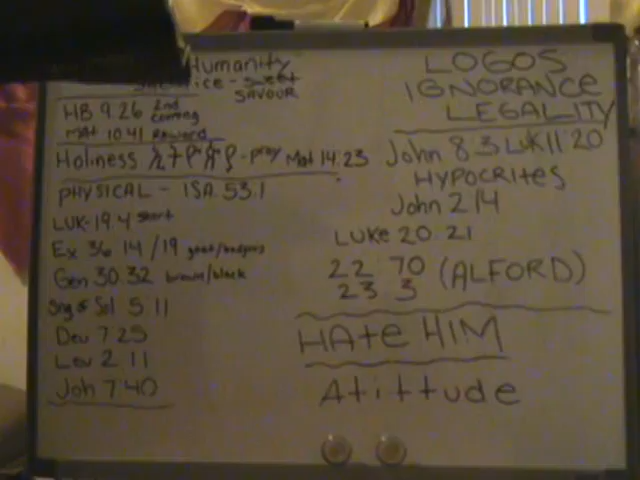 Humanity
- sweet
SAVOUR
HB 9.26 2nd coming
Mat 10 41 Reward
Holiness - pray Mat 14.23
PHYSICAL - ISA 53.1
LUK-19.4 short
Ex 36 14/19 goat/badgers
Gen 30.32 brown/black
Sng of Sol 5 11
Deu 7 25
Lev 2 11
Joh 7 40
LOGOS
IGNORANCE
LEGALITY
John 8 3 LUK 11 20
HYPOCRITES
John 2 14
LUKe 20.21
22 70 (ALFORD)
23 3
HAte HIM
Atittude